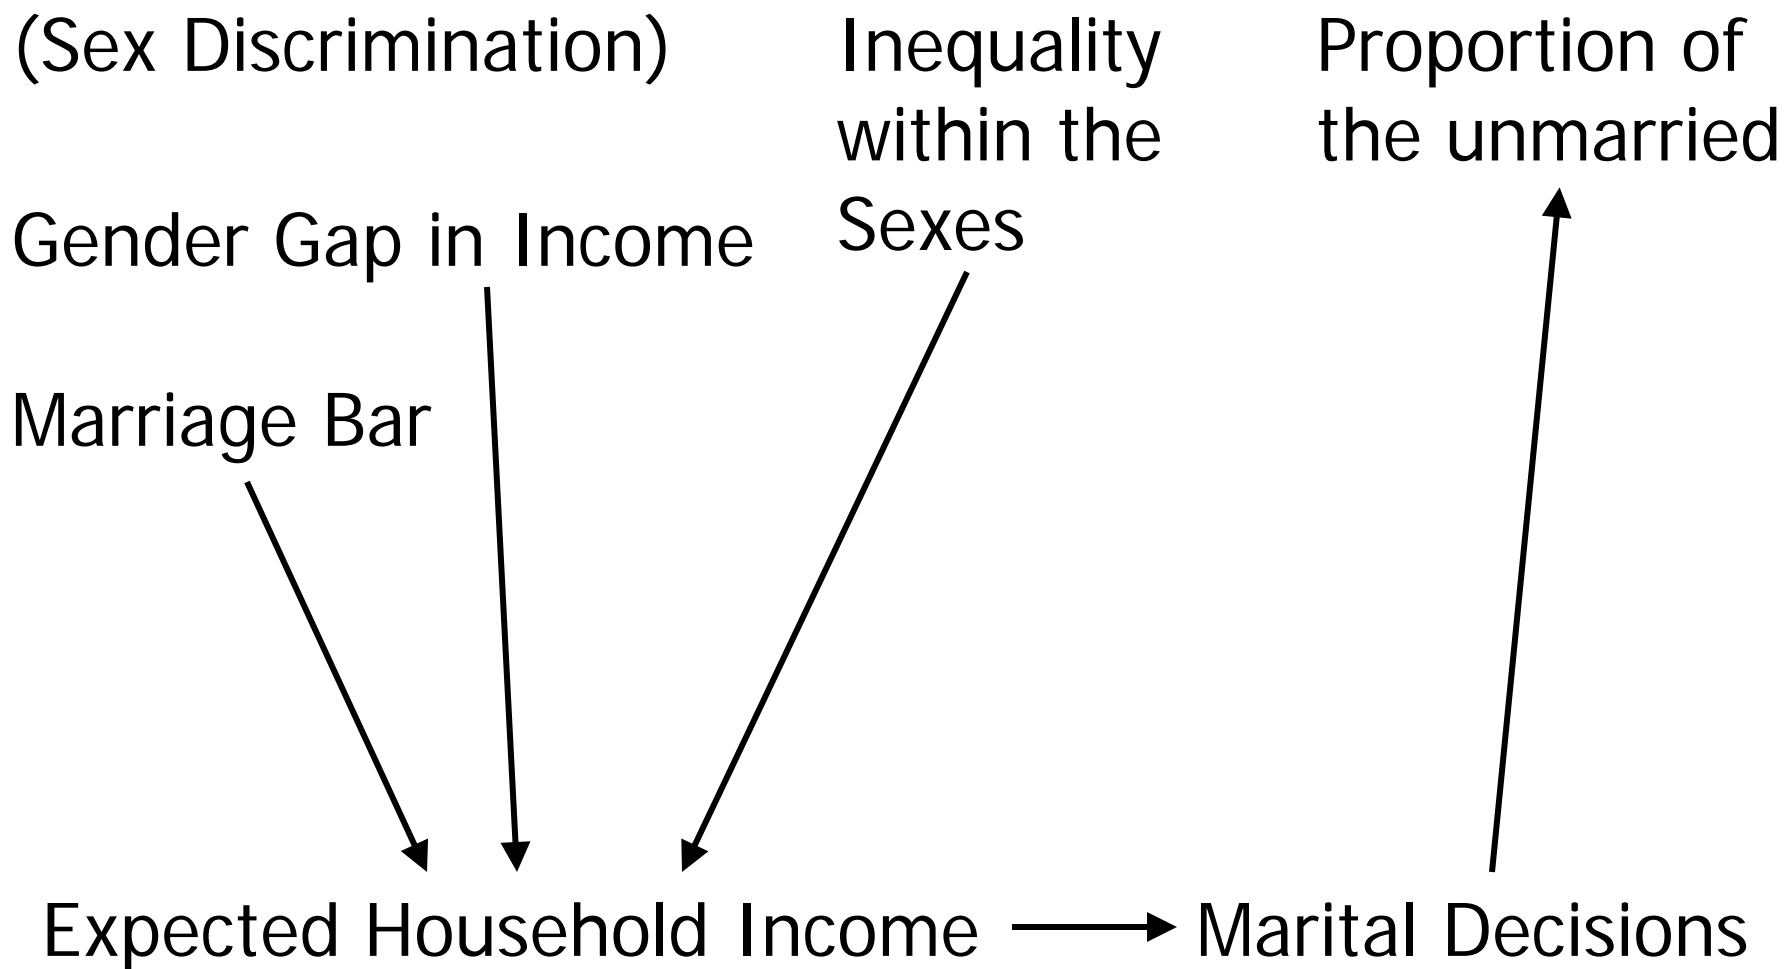 (Sex Discrimination)
Gender Gap in Income
Marriage Bar
Inequality
within the
Sexes
Proportion of
the unmarried
Expected Household Income
Marital Decisions